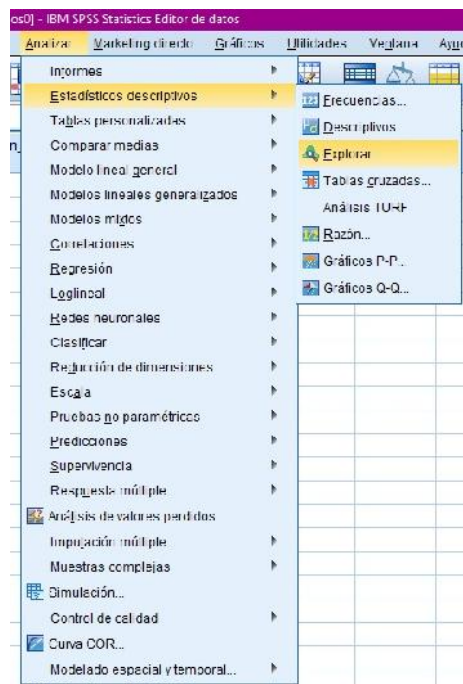 os0] - IBM SPSS Statistics Editor de datos
Analizar Marketing directo Gráficos Utilidades Ventana Ayu
Informes
Estadísticos descriptivos
Tablas personalizadas
Comparar medias
Modelo lineal general
Modelos lineales generalizados
Modelos mixtos
Correlaciones
Regresión
Loglineal
Redes neuronales
Clasificar
Reducción de dimensiones
Escala
Pruebas no paramétricas
Predicciones
Supervivencia
Respuesta múltiple
Análisis de valores perdidos
Imputación múltiple
Muestras complejas
Simulación...
Control de calidad
Curva COR...
Modelado espacial y temporal...
Frecuencias...
Descriptivos
Explorar
Tablas cruzadas...
Análisis TURF
Razón...
Gráficos P-P...
Gráficos Q-Q...